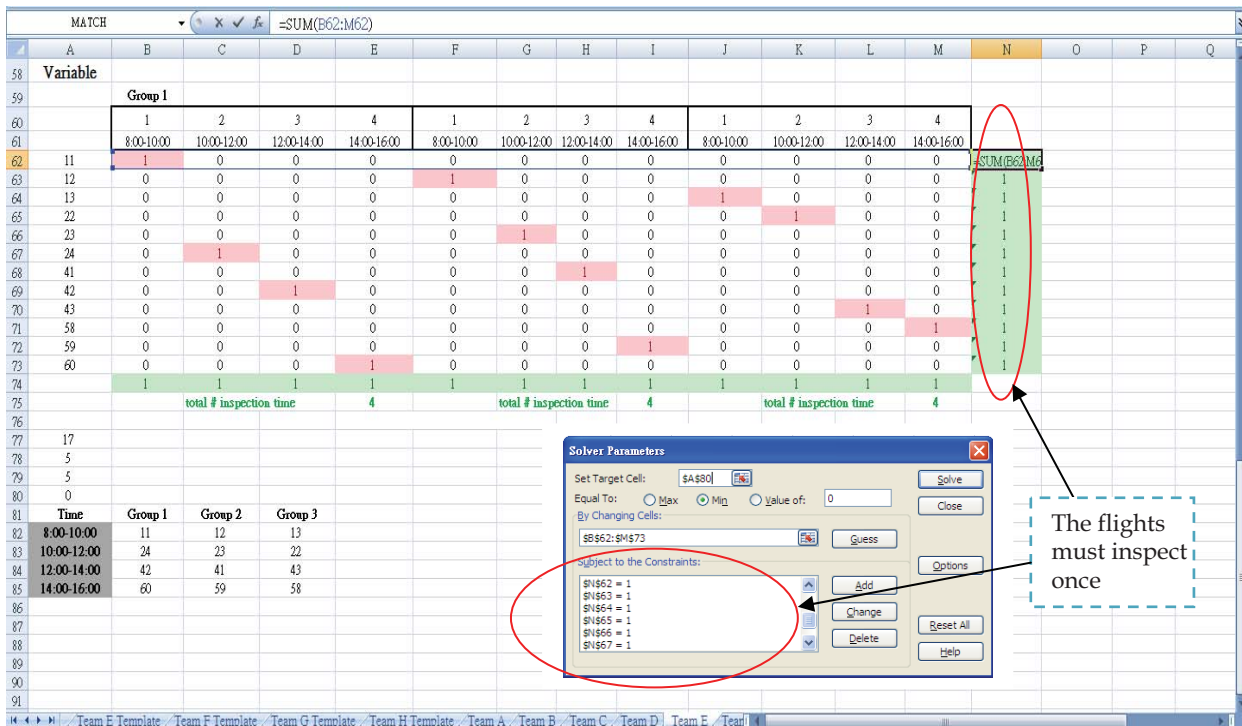 MATCH =SUM(B62:M62)
A B C D E F G H I J K L M N O P Q
58 Variable
59 Group 1
60 1 2 3 4 1 2 3 4 1 2 3 4
61 8:00-10:00 10:00-12:00 12:00-14:00 14:00-16:00 8:00-10:00 10:00-12:00 12:00-14:00 14:00-16:00 8:00-10:00 10:00-12:00 12:00-14:00 14:00-16:00
62 11 1 0 0 0 0 0 0 0 0 0 0 0 =SUM(B62:M6
63 12 0 0 0 0 1 0 0 0 0 0 0 0 1
64 13 0 0 0 0 0 0 0 0 1 0 0 0 1
65 22 0 0 0 0 0 0 0 0 0 1 0 0 1
66 23 0 0 0 0 0 1 0 0 0 0 0 0 1
67 24 0 1 0 0 0 0 0 0 0 0 0 0 1
68 41 0 0 0 0 0 0 1 0 0 0 0 0 1
69 42 0 0 1 0 0 0 0 0 0 0 0 0 1
70 43 0 0 0 0 0 0 0 0 0 0 1 0 1
71 58 0 0 0 0 0 0 0 0 0 0 0 1 1
72 59 0 0 0 0 0 0 0 1 0 0 0 0 1
73 60 0 0 0 1 0 0 0 0 0 0 0 0 1
74 1 1 1 1 1 1 1 1 1 1 1 1
75 total # inspection time 4 total # inspection time 4 total # inspection time 4
76
77 17
78 5
79 5
80 0
81 Time Group 1 Group 2 Group 3
82 8:00-10:00 11 12 13
83 10:00-12:00 24 23 22
84 12:00-14:00 42 41 43
85 14:00-16:00 60 59 58
86
87
88
89
90
91
Solver Parameters
Set Target Cell: $A$80 Solve
Equal To: Max Min Value of: 0 Close
By Changing Cells:
$B$62:$M$73 Guess
Subject to the Constraints: Options
$N$62 = 1 Add
$N$63 = 1
$N$64 = 1 Change
$N$65 = 1 Reset All
$N$66 = 1 Delete
$N$67 = 1 Help
The flights
must inspect
once
Team E Template Team F Template Team G Template Team H Template Team A Team B Team C Team D Team E Team